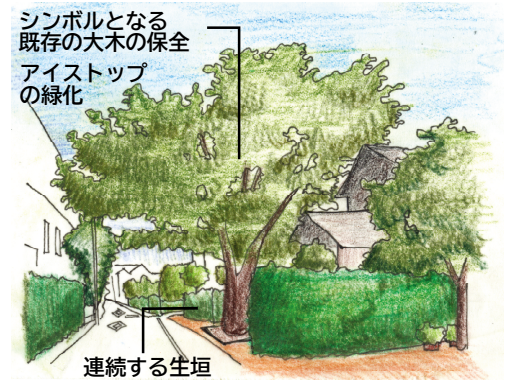 シンボルとなる
既存の大木の保全
アイストップ
の緑化
連続する生垣